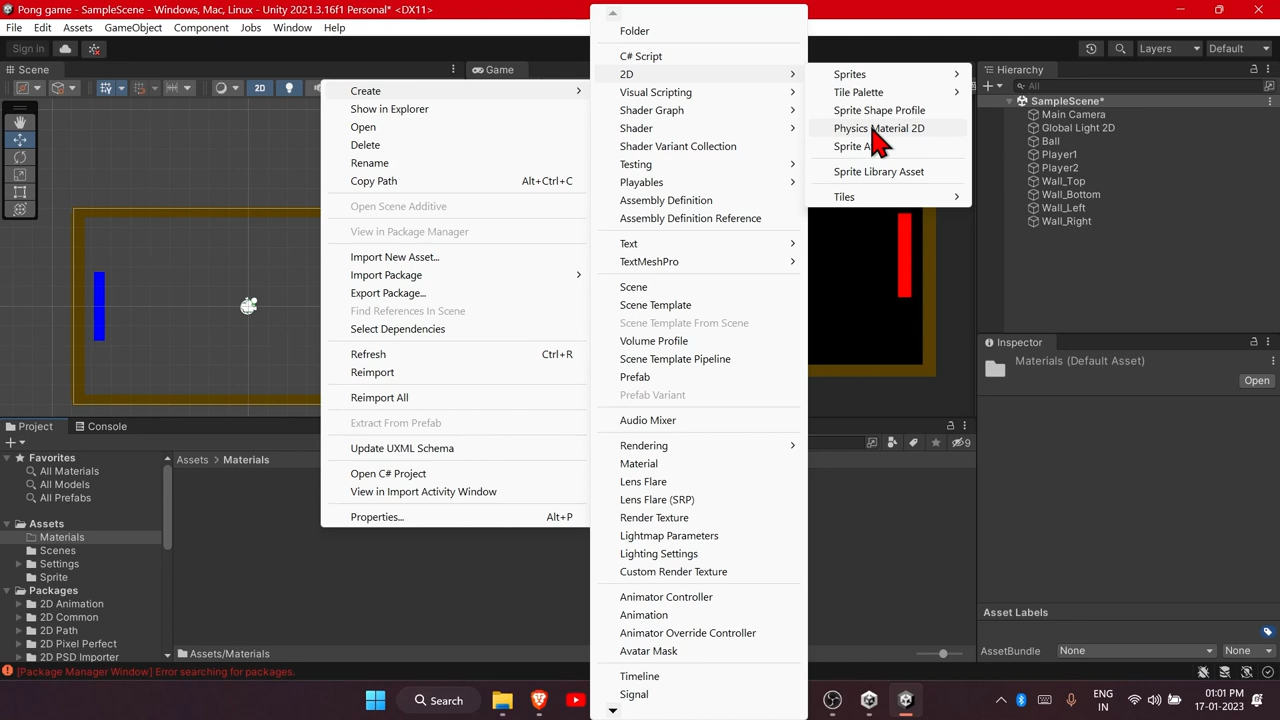 Pong game - SampleScene - Windows, Mac, Linux - Unity 2021.3.16f1 Personal* <DX11>
File Edit Assets GameObject Component Jobs Window Help
Sign in
Layers
Default
Scene
Game
2D
Create
Show in Explorer
Open
Delete
Rename
Copy Path Alt+Ctrl+C
Open Scene Additive
View in Package Manager
Import New Asset...
Import Package
Export Package...
Find References In Scene
Select Dependencies
Refresh Ctrl+R
Reimport
Reimport All
Extract From Prefab
Update UXML Schema
Open C# Project
View in Import Activity Window
Properties... Alt+P
Folder
C# Script
2D
Visual Scripting
Shader Graph
Shader
Shader Variant Collection
Testing
Playables
Assembly Definition
Assembly Definition Reference
Text
TextMeshPro
Scene
Scene Template
Scene Template From Scene
Volume Profile
Scene Template Pipeline
Prefab
Prefab Variant
Audio Mixer
Rendering
Material
Lens Flare
Lens Flare (SRP)
Render Texture
Lightmap Parameters
Lighting Settings
Custom Render Texture
Animator Controller
Animation
Animator Override Controller
Avatar Mask
Timeline
Signal
Sprites
Tile Palette
Sprite Shape Profile
Physics Material 2D
Sprite A
Sprite Library Asset
Tiles
Hierarchy
All
SampleScene*
Main Camera
Global Light 2D
Ball
Player1
Player2
Wall_Top
Wall_Bottom
Wall_Left
Wall_Right
Inspector
Materials (Default Asset)
Open
Asset Labels
AssetBundle None None
Project
Console
9
Favorites
All Materials
All Models
All Prefabs
Assets
Materials
Scenes
Settings
Sprite
Packages
2D Animation
2D Common
2D Path
2D Pixel Perfect
2D PSD Importer
Assets > Materials
Assets/Materials
[Package Manager Window] Error searching for packages.
Search
ENG
IN
01:01 PM
17-01-2023